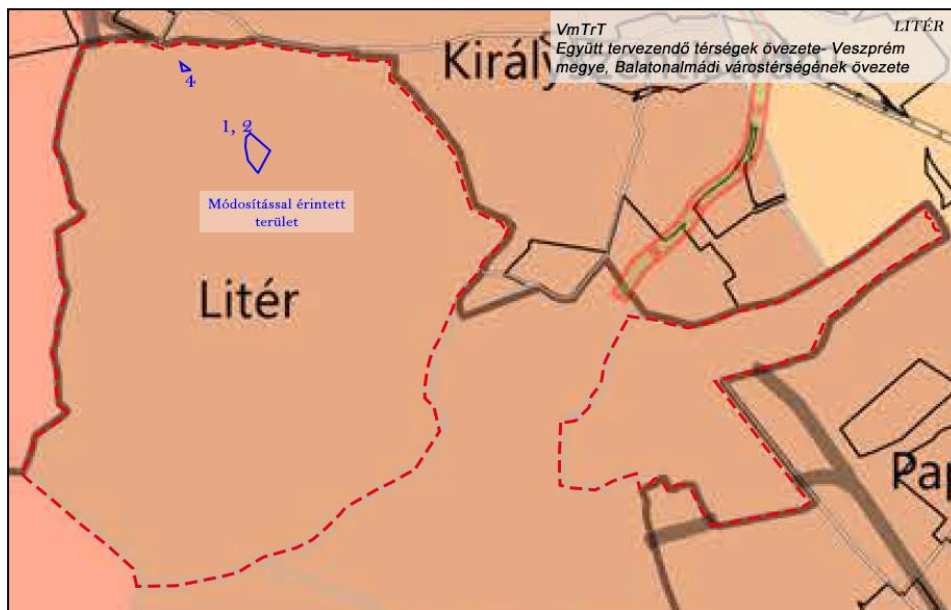 VmTrT
LITÉR
Együtt tervezendő térségek övezete- Veszprém
megye, Balatonalmádi várostérségének övezete
4
1, 2
Módosítással érintett
terület
Litér
Pap